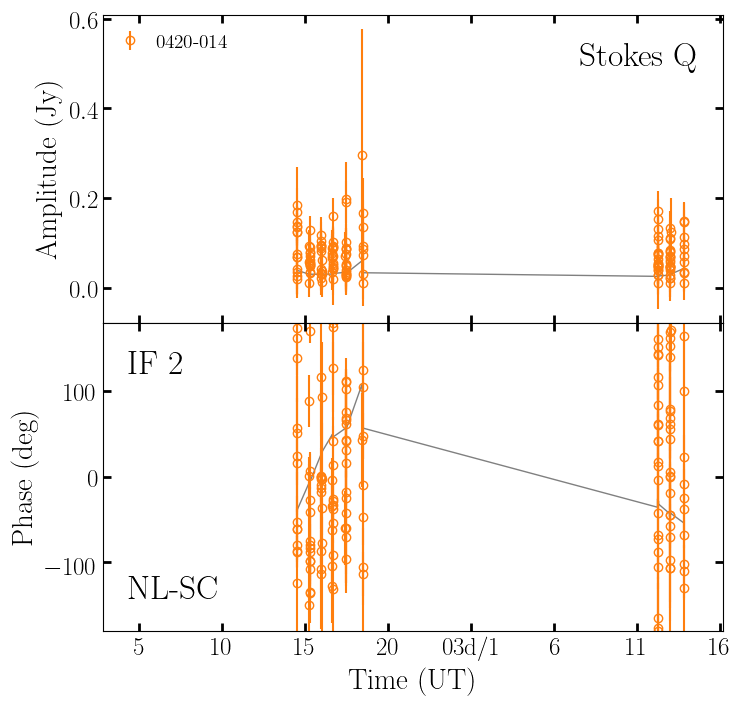 0420-014
Stokes Q
0.6
0.4
0.2
0.0
Amplitude (Jy)
IF 2
100
0
−100
Phase (deg)
NL-SC
5 10 15 20 03d/1 6 11 16
Time (UT)